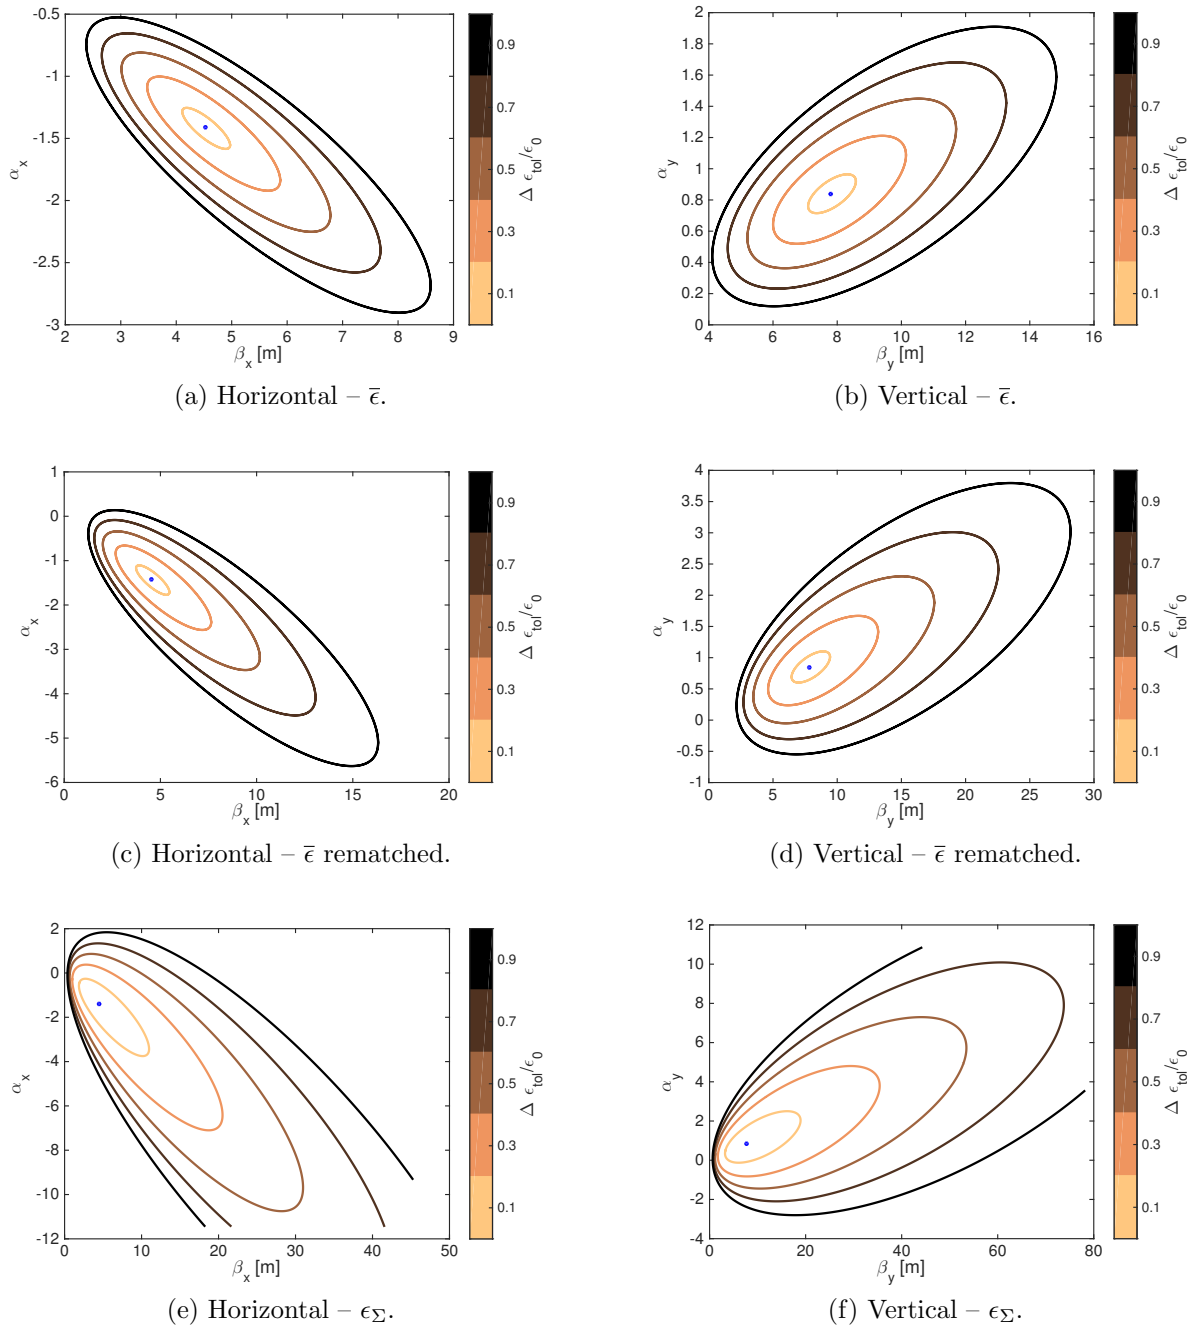 -0.5
-1
-1.5
-2
-2.5
-3
α_x
2 3 4 5 6 7 8 9
β_x [m]
0.9
0.7
0.5
0.3
0.1
Δ ϵ_tol/ϵ_0
(a) Horizontal – ϵ̅.
2
1.8
1.6
1.4
1.2
1
0.8
0.6
0.4
0.2
0
α_y
4 6 8 10 12 14 16
β_y [m]
0.9
0.7
0.5
0.3
0.1
Δ ϵ_tol/ϵ_0
(b) Vertical – ϵ̅.
1
0
-1
-2
-3
-4
-5
-6
α_x
0 5 10 15 20
β_x [m]
0.9
0.7
0.5
0.3
0.1
Δ ϵ_tol/ϵ_0
(c) Horizontal – ϵ̅ rematched.
4
3.5
3
2.5
2
1.5
1
0.5
0
-0.5
-1
α_y
0 5 10 15 20 25 30
β_y [m]
0.9
0.7
0.5
0.3
0.1
Δ ϵ_tol/ϵ_0
(d) Vertical – ϵ̅ rematched.
2
0
-2
-4
-6
-8
-10
-12
α_x
0 10 20 30 40 50
β_x [m]
0.9
0.7
0.5
0.3
0.1
Δ ϵ_tol/ϵ_0
(e) Horizontal – ϵ_Σ.
12
10
8
6
4
2
0
-2
-4
α_y
0 20 40 60 80
β_y [m]
0.9
0.7
0.5
0.3
0.1
Δ ϵ_tol/ϵ_0
(f) Vertical – ϵ_Σ.